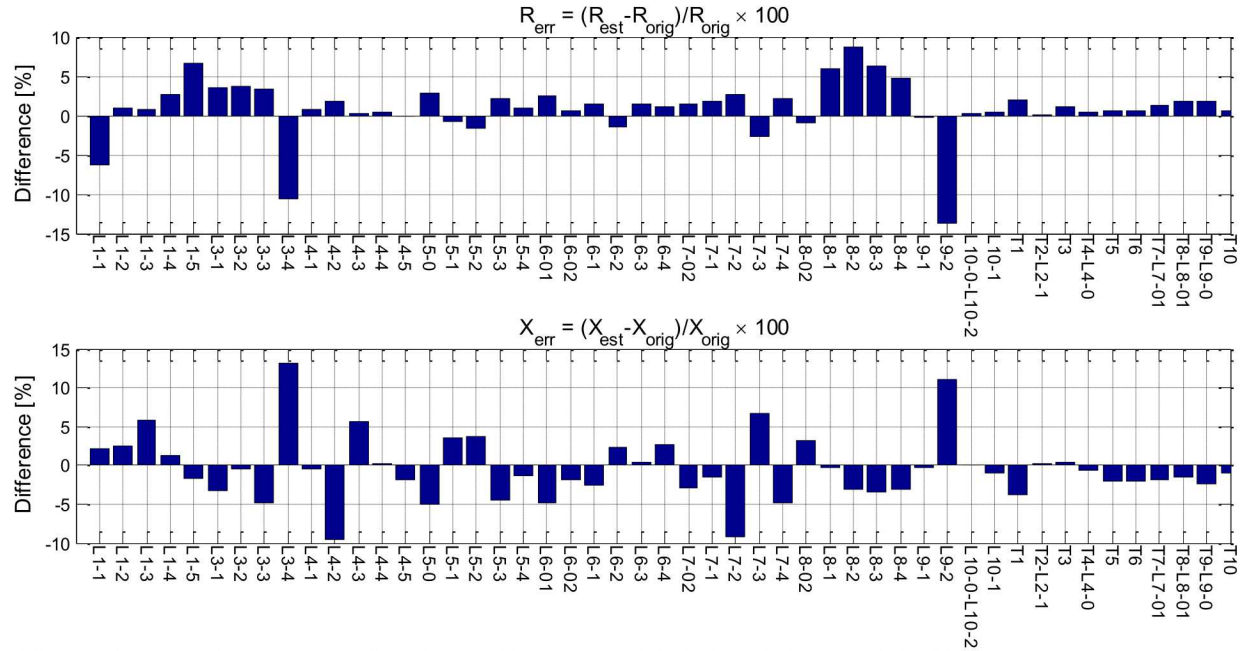 R_err = (R_est-R_orig)/R_orig × 100
Difference [%]
10
5
0
-5
-10
-15
L1-1
L1-2
L1-3
L1-4
L1-5
L3-1
L3-2
L3-3
L3-4
L4-1
L4-2
L4-3
L4-4
L4-5
L5-0
L5-1
L5-2
L5-3
L5-4
L6-01
L6-02
L6-1
L6-2
L6-3
L6-4
L7-02
L7-1
L7-2
L7-3
L7-4
L8-02
L8-1
L8-2
L8-3
L8-4
L9-1
L9-2
L10-0-L10-2
L10-1
T1
T2-L2-1
T3
T4-L4-0
T5
T6
T7-L7-01
T8-L8-01
T9-L9-0
T10
X_err = (X_est-X_orig)/X_orig × 100
Difference [%]
15
10
5
0
-5
-10
L1-1
L1-2
L1-3
L1-4
L1-5
L3-1
L3-2
L3-3
L3-4
L4-1
L4-2
L4-3
L4-4
L4-5
L5-0
L5-1
L5-2
L5-3
L5-4
L6-01
L6-02
L6-1
L6-2
L6-3
L6-4
L7-02
L7-1
L7-2
L7-3
L7-4
L8-02
L8-1
L8-2
L8-3
L8-4
L9-1
L9-2
L10-0-L10-2
L10-1
T1
T2-L2-1
T3
T4-L4-0
T5
T6
T7-L7-01
T8-L8-01
T9-L9-0
T10